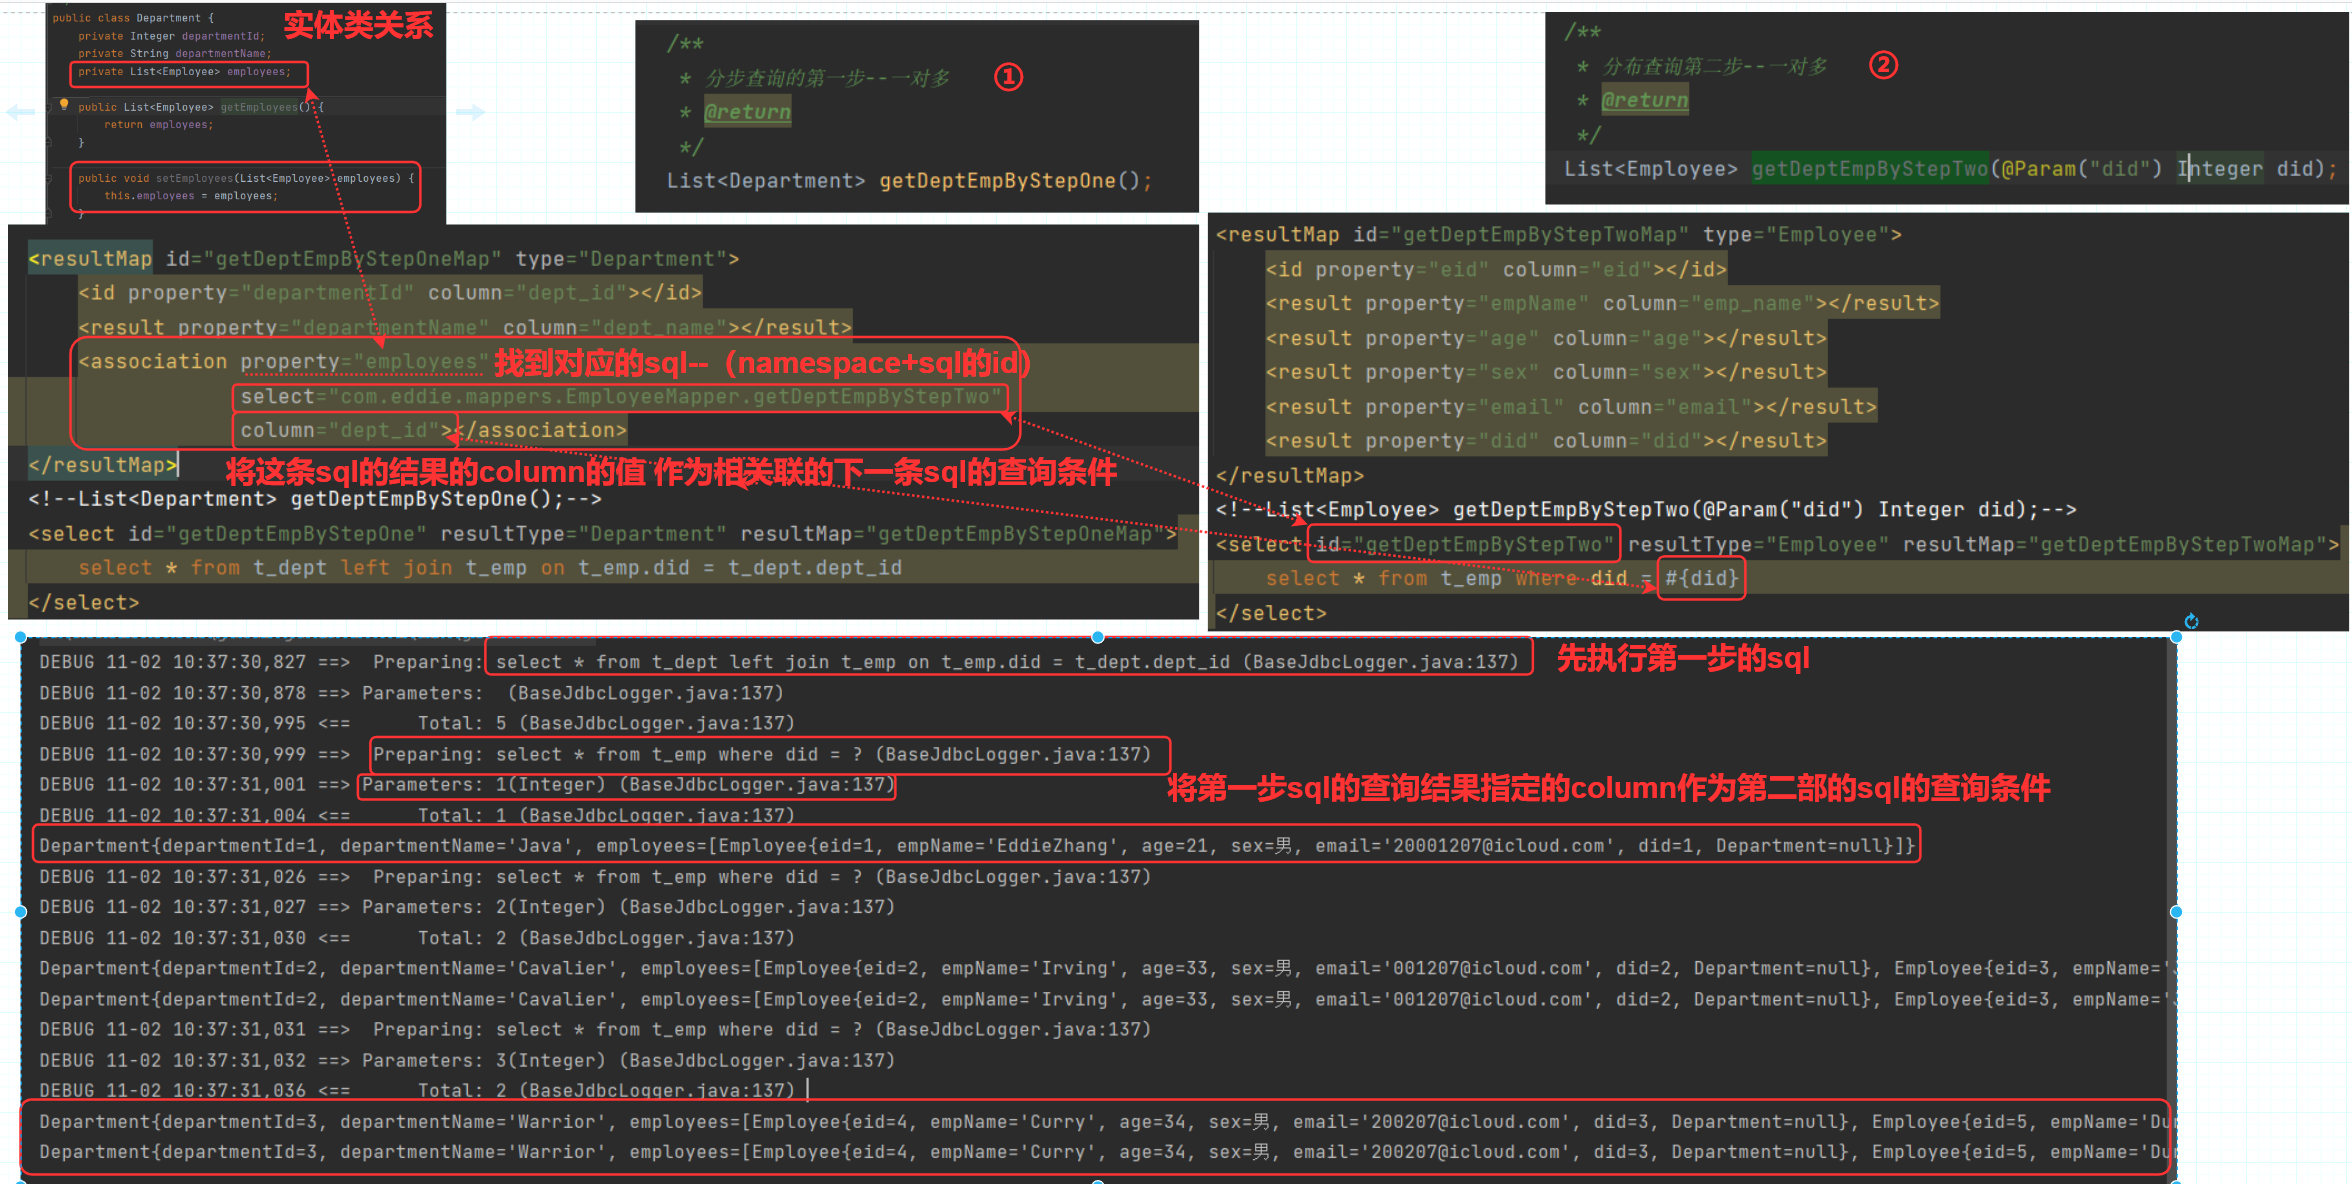 public class Department {
private Integer departmentId;
private String departmentName;
private List<Employee> employees;
public List<Employee> getEmployees() {
return employees;
}
public void setEmployees(List<Employee> employees) {
this.employees = employees;
}
实体类关系
/**
* 分步查询的第一步--一对多
* @return
*/
List<Department> getDeptEmpByStepOne();
①
/**
* 分布查询第二步--一对多
* @return
*/
List<Employee> getDeptEmpByStepTwo(@Param("did") Integer did);
②
<resultMap id="getDeptEmpByStepOneMap" type="Department">
<id property="departmentId" column="dept_id"></id>
<result property="departmentName" column="dept_name"></result>
<association property="employees"
找到对应的sql--（namespace+sql的id）
select="com.eddie.mappers.EmployeeMapper.getDeptEmpByStepTwo"
column="dept_id"></association>
</resultMap>
将这条sql的结果的column的值 作为相关联的下一条sql的查询条件
<!--List<Department> getDeptEmpByStepOne();-->
<select id="getDeptEmpByStepOne" resultType="Department" resultMap="getDeptEmpByStepOneMap">
select * from t_dept left join t_emp on t_emp.did = t_dept.dept_id
</select>
<resultMap id="getDeptEmpByStepTwoMap" type="Employee">
<id property="eid" column="eid"></id>
<result property="empName" column="emp_name"></result>
<result property="age" column="age"></result>
<result property="sex" column="sex"></result>
<result property="email" column="email"></result>
<result property="did" column="did"></result>
</resultMap>
<!--List<Employee> getDeptEmpByStepTwo(@Param("did") Integer did);-->
<select id="getDeptEmpByStepTwo" resultType="Employee" resultMap="getDeptEmpByStepTwoMap">
select * from t_emp where did = #{did}
</select>
DEBUG 11-02 10:37:30,827 ==>  Preparing: select * from t_dept left join t_emp on t_emp.did = t_dept.dept_id (BaseJdbcLogger.java:137)
先执行第一步的sql
DEBUG 11-02 10:37:30,878 ==> Parameters:  (BaseJdbcLogger.java:137)
DEBUG 11-02 10:37:30,995 <==      Total: 5 (BaseJdbcLogger.java:137)
DEBUG 11-02 10:37:30,999 ==>  Preparing: select * from t_emp where did = ? (BaseJdbcLogger.java:137)
DEBUG 11-02 10:37:31,001 ==> Parameters: 1(Integer) (BaseJdbcLogger.java:137)
将第一步sql的查询结果指定的column作为第二部的sql的查询条件
DEBUG 11-02 10:37:31,004 <==      Total: 1 (BaseJdbcLogger.java:137)
Department{departmentId=1, departmentName='Java', employees=[Employee{eid=1, empName='EddieZhang', age=21, sex=男, email='20001207@icloud.com', did=1, Department=null}]}
DEBUG 11-02 10:37:31,026 ==>  Preparing: select * from t_emp where did = ? (BaseJdbcLogger.java:137)
DEBUG 11-02 10:37:31,027 ==> Parameters: 2(Integer) (BaseJdbcLogger.java:137)
DEBUG 11-02 10:37:31,030 <==      Total: 2 (BaseJdbcLogger.java:137)
Department{departmentId=2, departmentName='Cavalier', employees=[Employee{eid=2, empName='Irving', age=33, sex=男, email='001207@icloud.com', did=2, Department=null}, Employee{eid=3, empName='
Department{departmentId=2, departmentName='Cavalier', employees=[Employee{eid=2, empName='Irving', age=33, sex=男, email='001207@icloud.com', did=2, Department=null}, Employee{eid=3, empName='
DEBUG 11-02 10:37:31,031 ==>  Preparing: select * from t_emp where did = ? (BaseJdbcLogger.java:137)
DEBUG 11-02 10:37:31,032 ==> Parameters: 3(Integer) (BaseJdbcLogger.java:137)
DEBUG 11-02 10:37:31,036 <==      Total: 2 (BaseJdbcLogger.java:137)
Department{departmentId=3, departmentName='Warrior', employees=[Employee{eid=4, empName='Curry', age=34, sex=男, email='200207@icloud.com', did=3, Department=null}, Employee{eid=5, empName='Du
Department{departmentId=3, departmentName='Warrior', employees=[Employee{eid=4, empName='Curry', age=34, sex=男, email='200207@icloud.com', did=3, Department=null}, Employee{eid=5, empName='Du